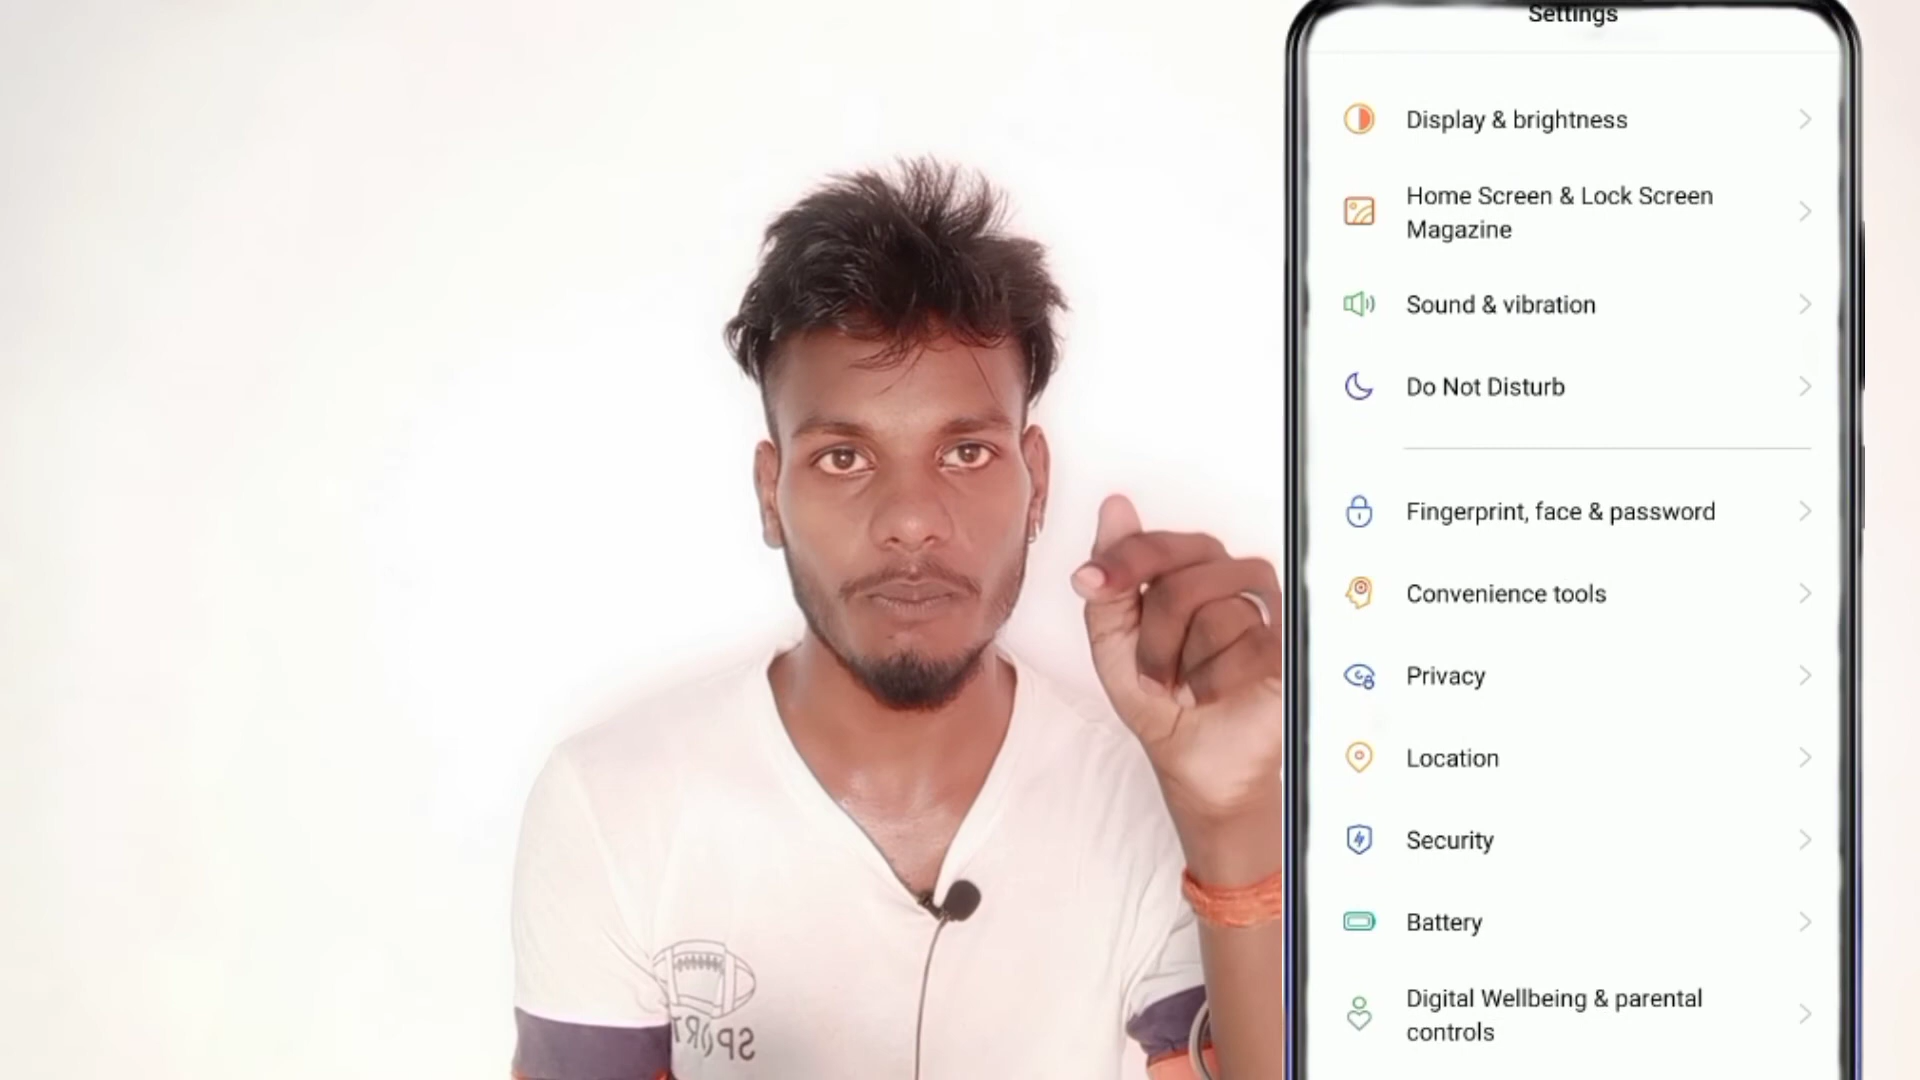 Settings
Display & brightness
Home Screen & Lock Screen
Magazine
Sound & vibration
Do Not Disturb
Fingerprint, face & password
Convenience tools
Privacy
Location
Security
Battery
Digital Wellbeing & parental
controls
SPORT